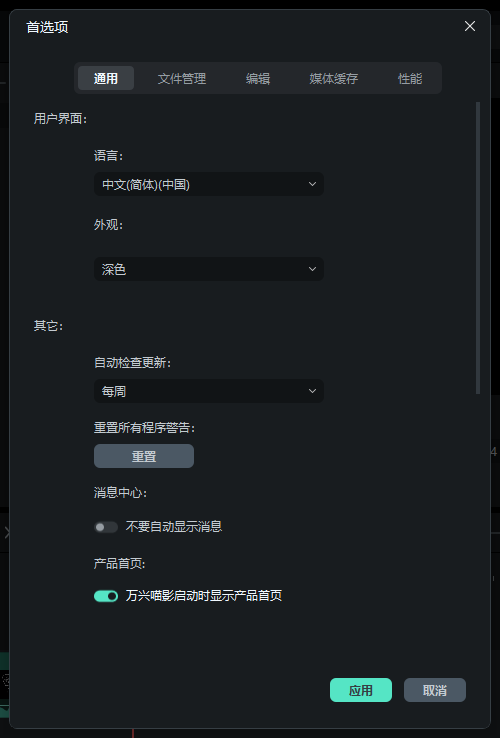 首选项
通用 文件管理 编辑 媒体缓存 性能
用户界面:
语言:
中文(简体)(中国)
外观:
深色
其它:
自动检查更新:
每周
重置所有程序警告:
重置
消息中心:
不要自动显示消息
产品首页:
万兴喵影启动时显示产品首页
应用 取消
4